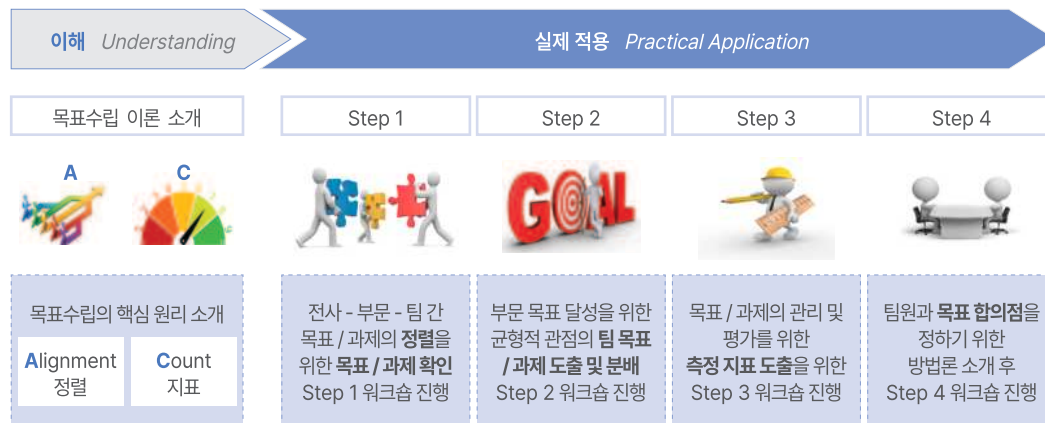 이해 Understanding
실제 적용 Practical Application
목표수립 이론 소개
Step 1
Step 2
Step 3
Step 4
A
C
GOAL
목표수립의 핵심 원리 소개
Alignment
정렬
Count
지표
전사 - 부문 - 팀 간
목표 / 과제의 정렬을
위한 목표 / 과제 확인
Step 1 워크숍 진행
부문 목표 달성을 위한
균형적 관점의 팀 목표
/ 과제 도출 및 분배
Step 2 워크숍 진행
목표 / 과제의 관리 및
평가를 위한
측정 지표 도출을 위한
Step 3 워크숍 진행
팀원과 목표 합의점을
정하기 위한
방법론 소개 후
Step 4 워크숍 진행